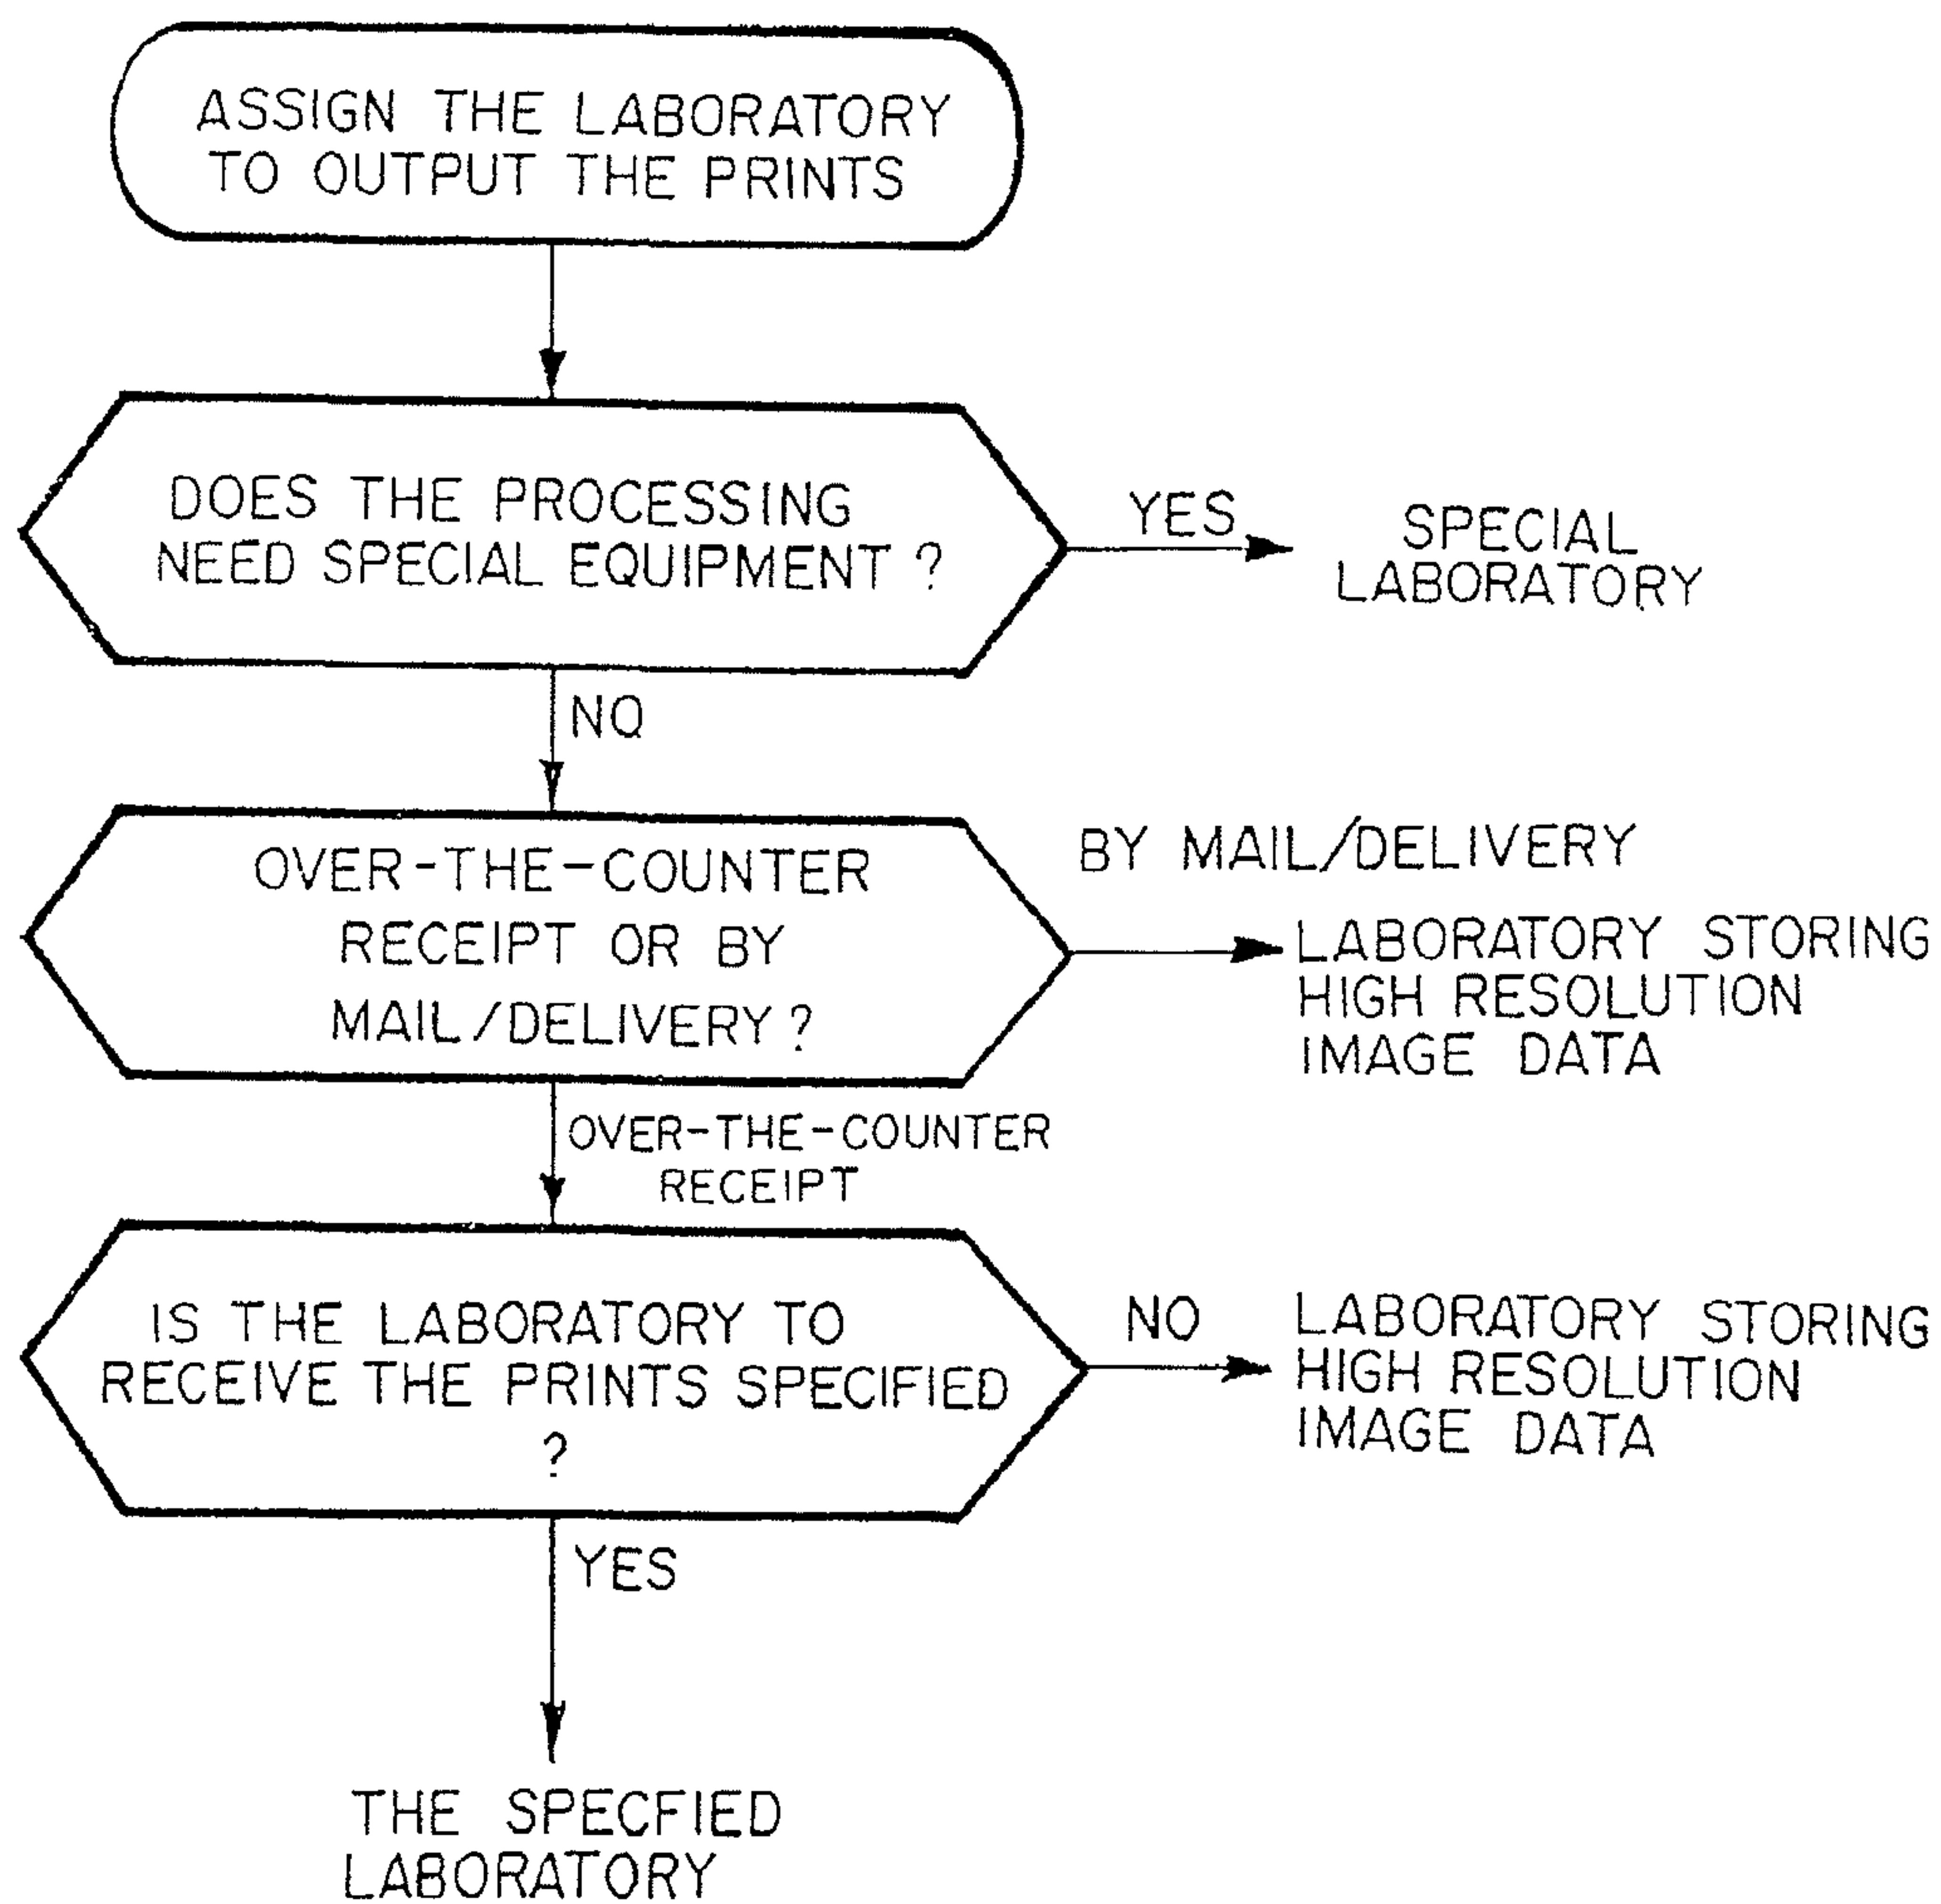 ASSIGN THE LABORATORY
TO OUTPUT THE PRINTS
DOES THE PROCESSING
NEED SPECIAL EQUIPMENT ?
YES
SPECIAL
LABORATORY
NO
OVER-THE-COUNTER
RECEIPT OR BY
MAIL/DELIVERY ?
BY MAIL/DELIVERY
LABORATORY STORING
HIGH RESOLUTION
IMAGE DATA
OVER-THE-COUNTER
RECEIPT
IS THE LABORATORY TO
RECEIVE THE PRINTS SPECIFIED
?
NO
LABORATORY STORING
HIGH RESOLUTION
IMAGE DATA
YES
THE SPECFIED
LABORATORY